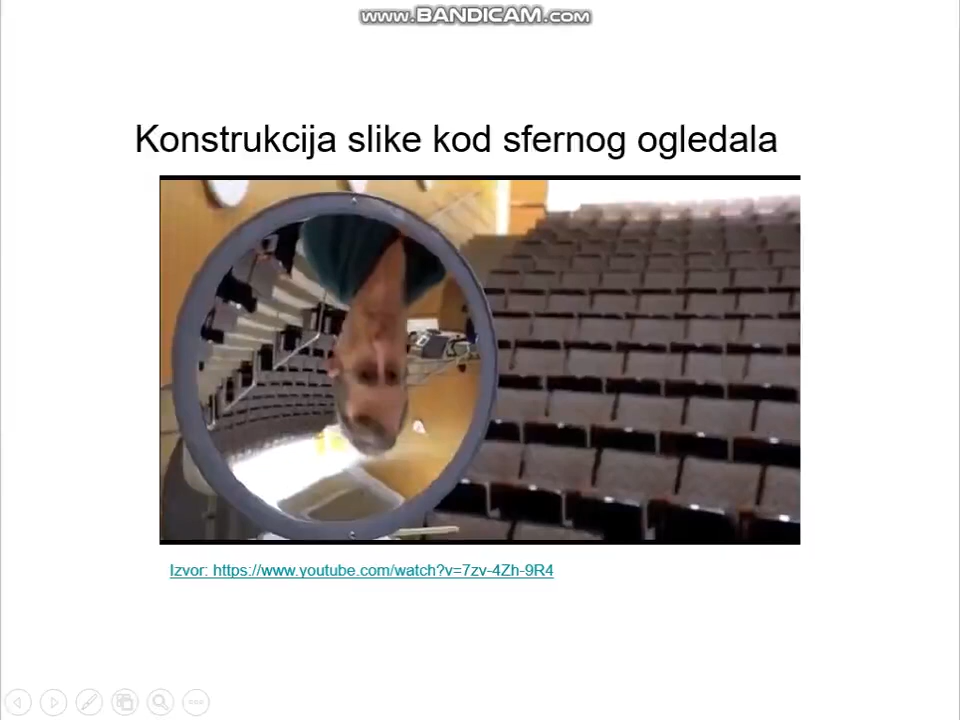 www.BANDICAM.com
Konstrukcija slike kod sfernog ogledala
Izvor: https://www.youtube.com/watch?v=7zv-4Zh-9R4